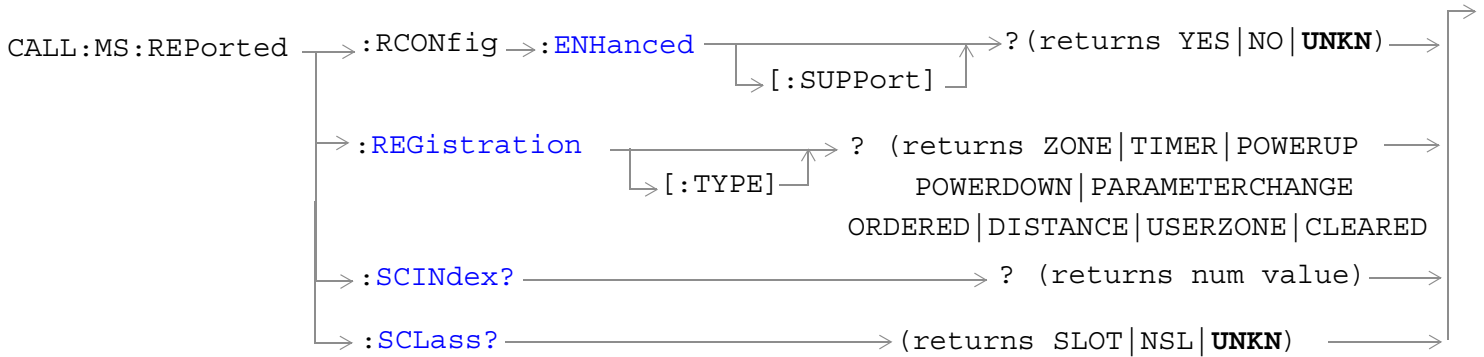 CALL:MS:REPorted :RCONfig :ENHanced ?(returns YES|NO|UNKN)
[:SUPPort]
:REGistration ? (returns ZONE|TIMER|POWERUP
[:TYPE] POWERDOWN|PARAMETERCHANGE
ORDERED|DISTANCE|USERZONE|CLEARED
:SCINdex? ? (returns num value)
:SCLass? (returns SLOT|NSL|UNKN)